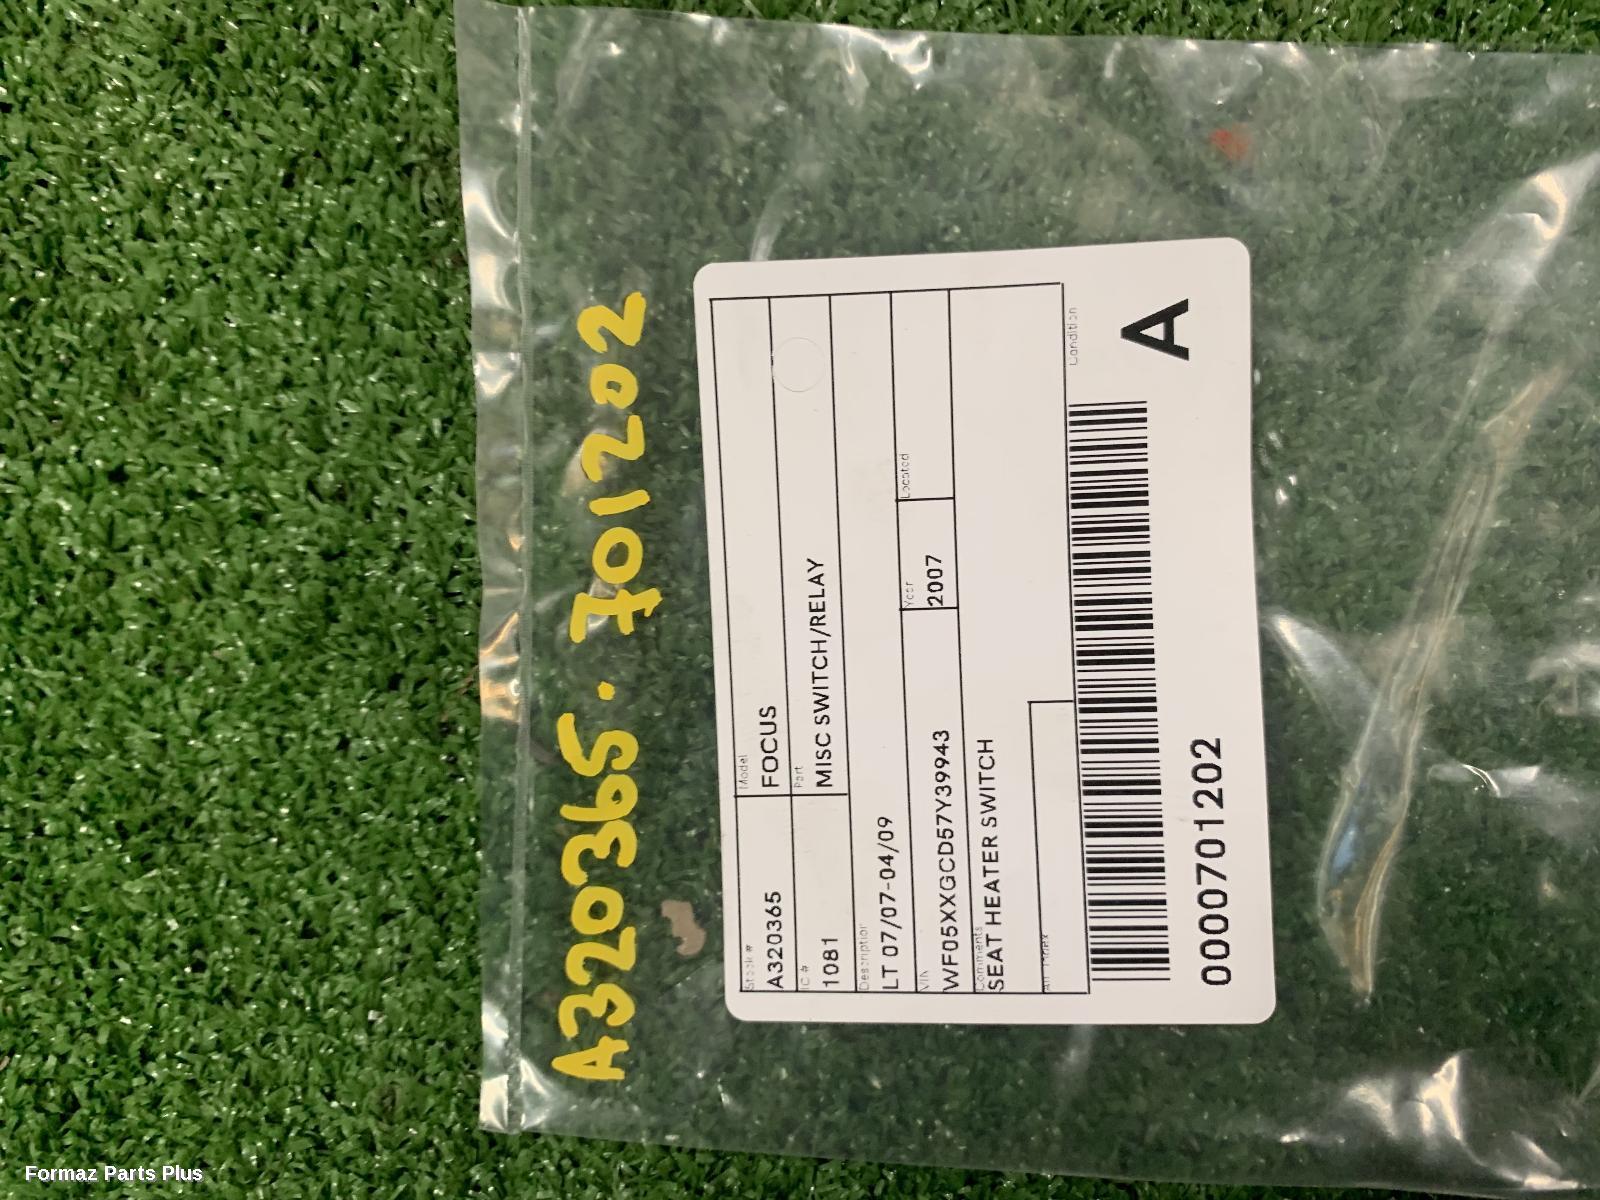 A320365. 701202
Stock #
A320365
Model
FOCUS
IC #
1081
Part
MISC SWITCH/RELAY
Description
LT 07/07-04/09
VIN
WF05XXGCD57Y39943
Year
2007
Located
Comments
SEAT HEATER SWITCH
Condition
A
0000701202
Formaz Parts Plus